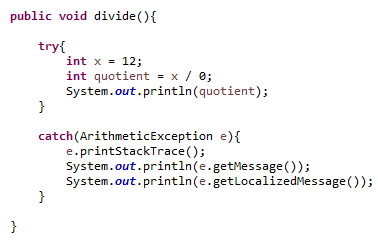 public void divide(){
try{
int x = 12;
int quotient = x / 0;
System.out.println(quotient);
}
catch(ArithmeticException e){
e.printStackTrace();
System.out.println(e.getMessage());
System.out.println(e.getLocalizedMessage());
}
}